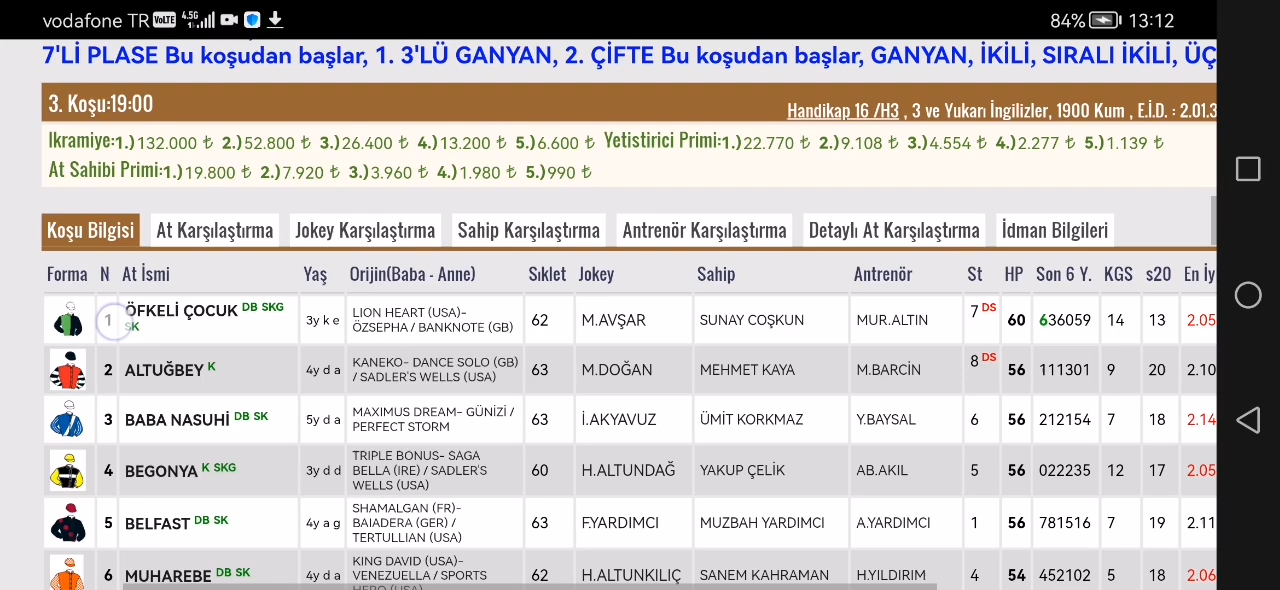 vodafone TR VoLTE 4.5G 84% 13:12
7'Lİ PLASE Bu koşudan başlar, 1. 3'LÜ GANYAN, 2. ÇİFTE Bu koşudan başlar, GANYAN, İKİLİ, SIRALI İKİLİ, ÜÇ
3. Koşu:19:00
Handikap 16 /H3 , 3 ve Yukarı İngilizler, 1900 Kum , E.İ.D. : 2.01.3
Ikramiye:1.)132.000 ₺ 2.)52.800 ₺ 3.)26.400 ₺ 4.)13.200 ₺ 5.)6.600 ₺ Yetistirici Primi:1.)22.770 ₺ 2.)9.108 ₺ 3.)4.554 ₺ 4.)2.277 ₺ 5.)1.139 ₺
At Sahibi Primi:1.)19.800 ₺ 2.)7.920 ₺ 3.)3.960 ₺ 4.)1.980 ₺ 5.)990 ₺
Koşu Bilgisi At Karşılaştırma Jokey Karşılaştırma Sahip Karşılaştırma Antrenör Karşılaştırma Detaylı At Karşılaştırma İdman Bilgileri
Forma N At İsmi Yaş Orijin(Baba - Anne) Sıklet Jokey Sahip Antrenör St HP Son 6 Y. KGS s20 En İy
1 ÖFKELİ ÇOCUK DB SKG SK 3y k e LION HEART (USA)- ÖZSEPHA / BANKNOTE (GB) 62 M.AVŞAR SUNAY COŞKUN MUR.ALTIN 7 DS 60 636059 14 13 2.05
2 ALTUĞBEY K 4y d a KANEKO- DANCE SOLO (GB) / SADLER'S WELLS (USA) 63 M.DOĞAN MEHMET KAYA M.BARCİN 8 DS 56 111301 9 20 2.10
3 BABA NASUHİ DB SK 5y d a MAXIMUS DREAM- GÜNİZİ / PERFECT STORM 63 İ.AKYAVUZ ÜMİT KORKMAZ Y.BAYSAL 6 56 212154 7 18 2.14
4 BEGONYA K SKG 3y d d TRIPLE BONUS- SAGA BELLA (IRE) / SADLER'S WELLS (USA) 60 H.ALTUNDAĞ YAKUP ÇELİK AB.AKIL 5 56 022235 12 17 2.05
5 BELFAST DB SK 4y a g SHAMALGAN (FR)- BAIADERA (GER) / TERTULLIAN (USA) 63 F.YARDIMCI MUZBAH YARDIMCI A.YARDIMCI 1 56 781516 7 19 2.11
6 MUHAREBE DB SK 4y d a KING DAVID (USA)- VENEZUELLA / SPORTS HERO (USA) 62 H.ALTUNKILIÇ SANEM KAHRAMAN H.YILDIRIM 4 54 452102 5 18 2.06